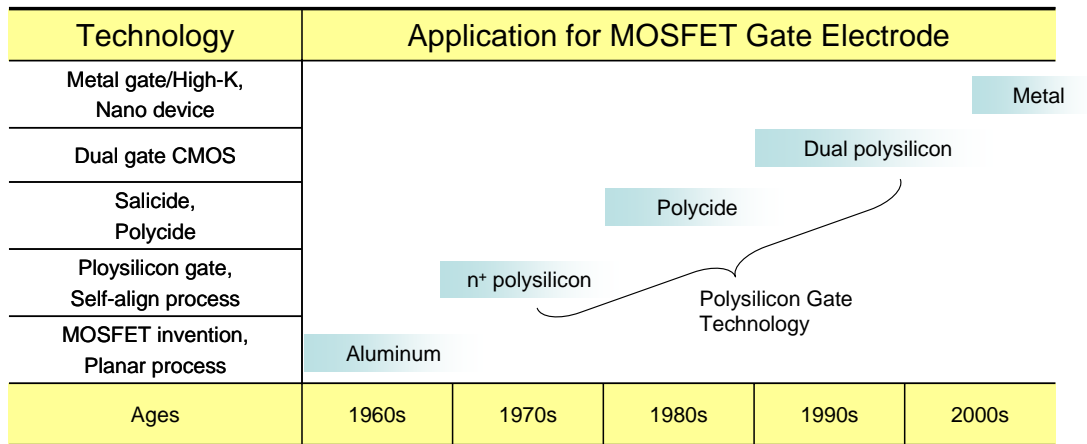 Technology
Application for MOSFET Gate Electrode
Metal gate/High-K,
Nano device
Metal
Dual gate CMOS
Dual polysilicon
Salicide,
Polycide
Polycide
Ploysilicon gate,
Self-align process
n⁺ polysilicon
Polysilicon Gate
Technology
MOSFET invention,
Planar process
Aluminum
Ages
1960s
1970s
1980s
1990s
2000s